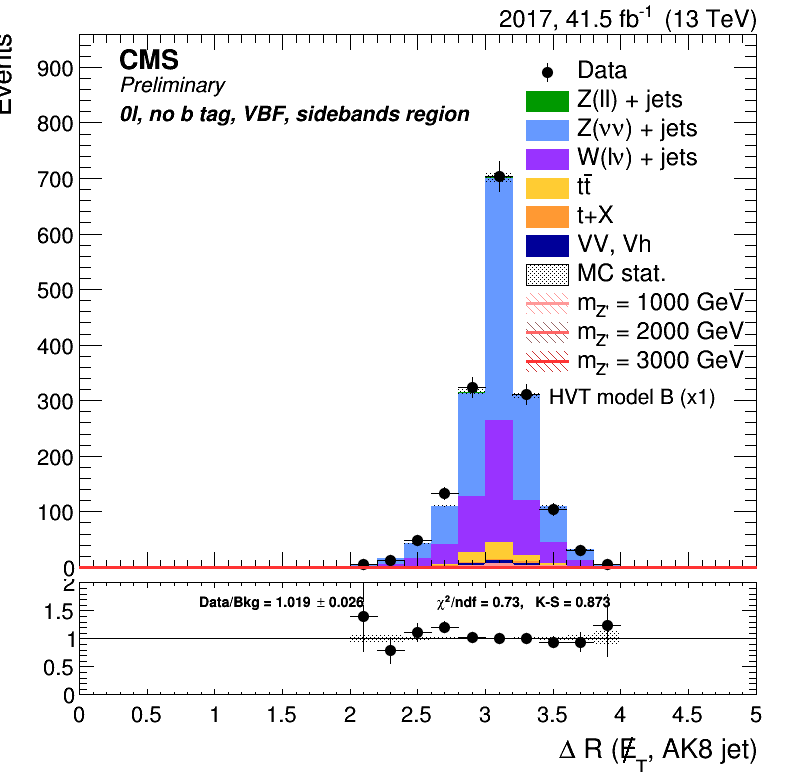 2017, 41.5 fb⁻¹ (13 TeV)
Events
CMS
Preliminary
0l, no b tag, VBF, sidebands region
Data
Z(ll) + jets
Z(νν) + jets
W(lν) + jets
tt̄
t+X
VV, Vh
MC stat.
m_Z' = 1000 GeV
m_Z' = 2000 GeV
m_Z' = 3000 GeV
HVT model B (x1)
900
800
700
600
500
400
300
200
100
0
Data/Bkg = 1.019 ± 0.026
χ²/ndf = 0.73, K-S = 0.873
2
1.5
1
0.5
0
0 0.5 1 1.5 2 2.5 3 3.5 4 4.5 5
Δ R (E̸_T, AK8 jet)